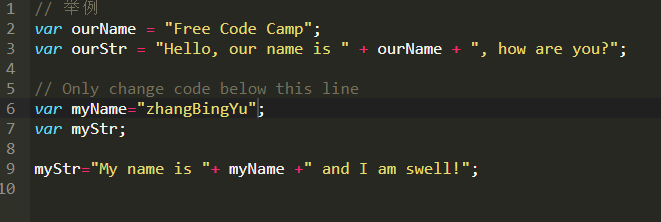 1 // 举例
2 var ourName = "Free Code Camp";
3 var ourStr = "Hello, our name is " + ourName + ", how are you?";
4
5 // Only change code below this line
6 var myName="zhangBingYu";
7 var myStr;
8
9 myStr="My name is "+ myName +" and I am swell!";
10